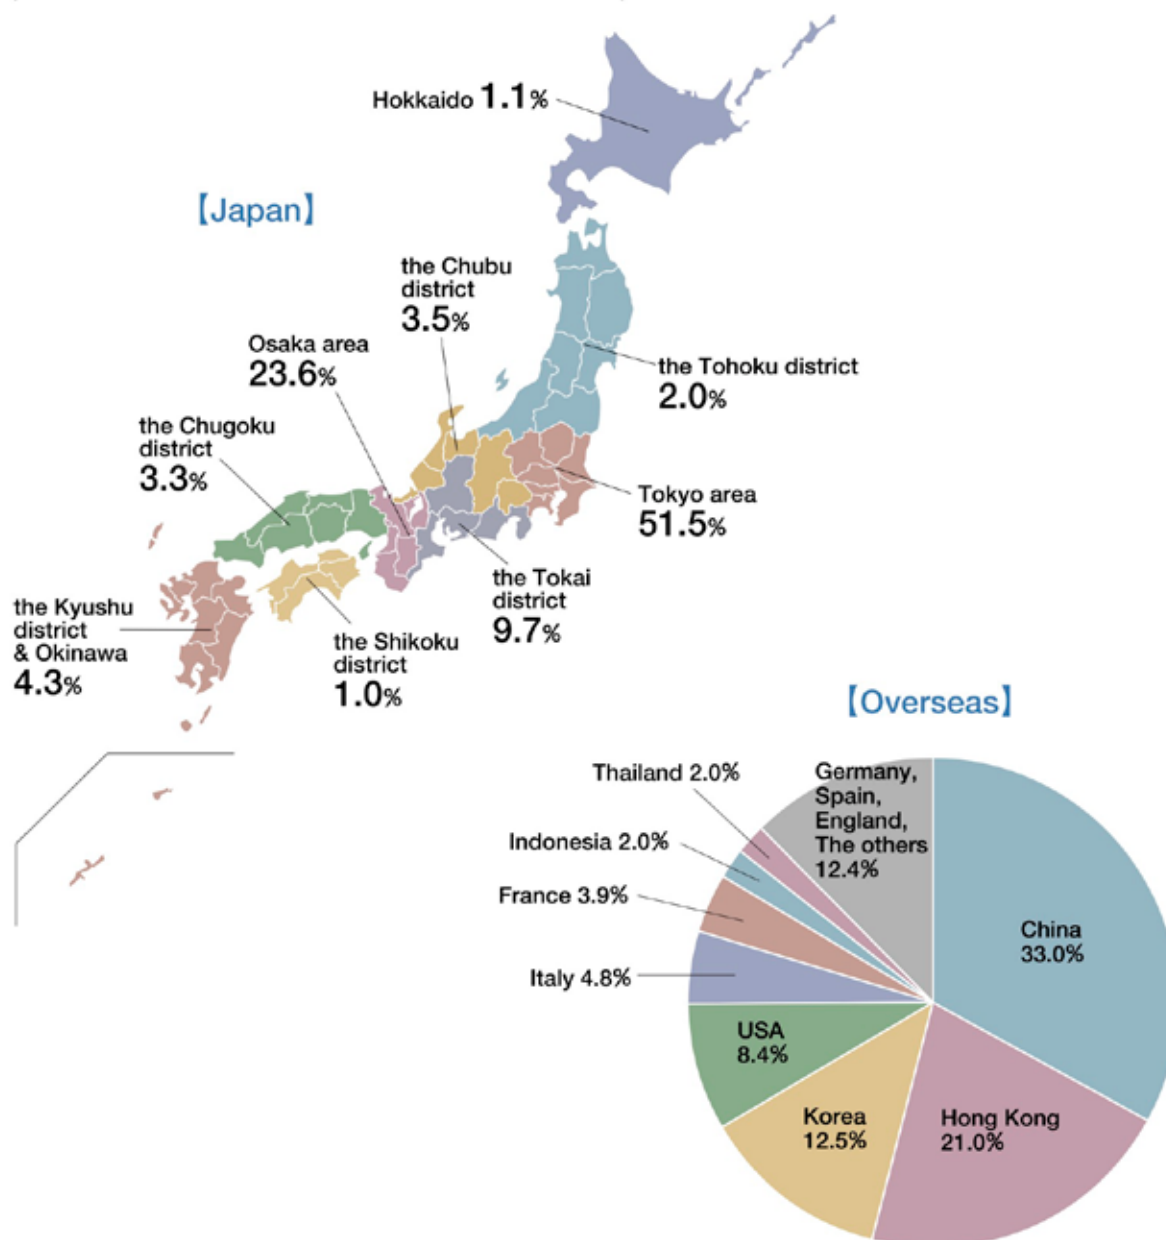 Hokkaido 1.1%
【Japan】
the Chubu
district
3.5%
Osaka area
23.6%
the Tohoku district
2.0%
the Chugoku
district
3.3%
Tokyo area
51.5%
the Tokai
district
9.7%
the Kyushu
district
& Okinawa
4.3%
the Shikoku
district
1.0%
【Overseas】
Thailand 2.0%
Germany,
Spain,
England,
The others
12.4%
Indonesia 2.0%
France 3.9%
China
33.0%
Italy 4.8%
USA
8.4%
Korea
12.5%
Hong Kong
21.0%